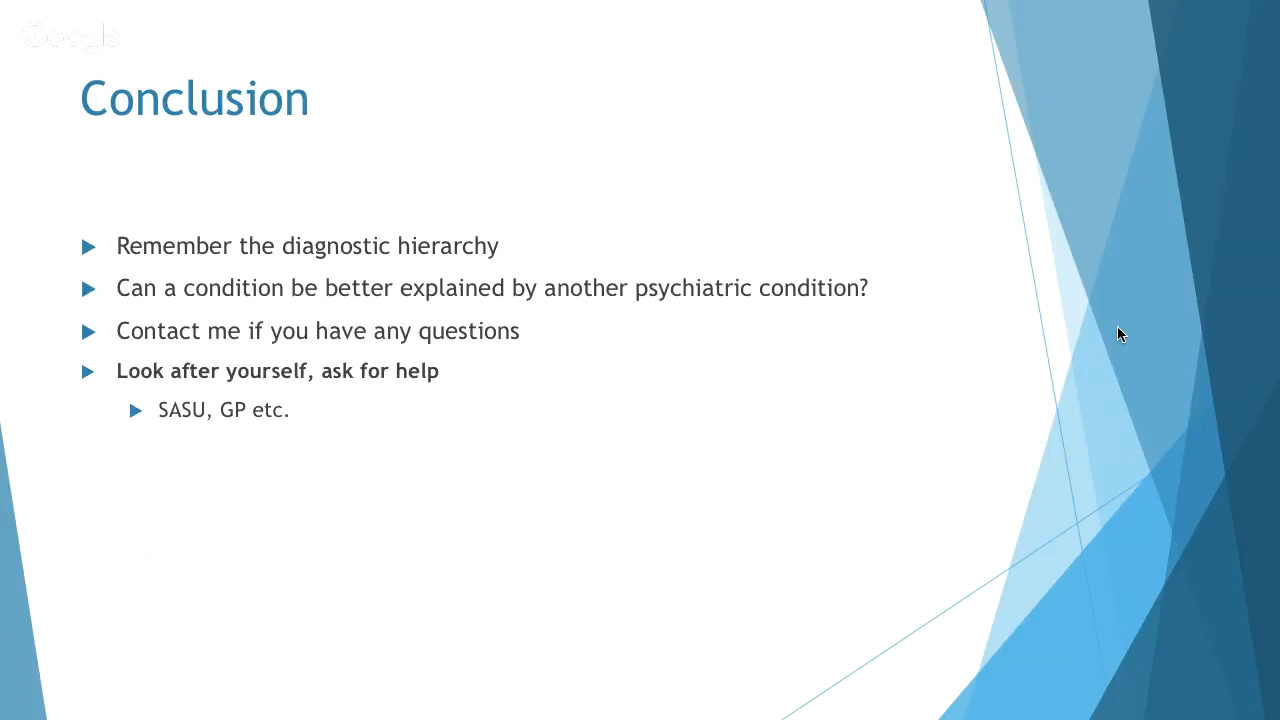 Google
Conclusion
Remember the diagnostic hierarchy
Can a condition be better explained by another psychiatric condition?
Contact me if you have any questions
Look after yourself, ask for help
SASU, GP etc.